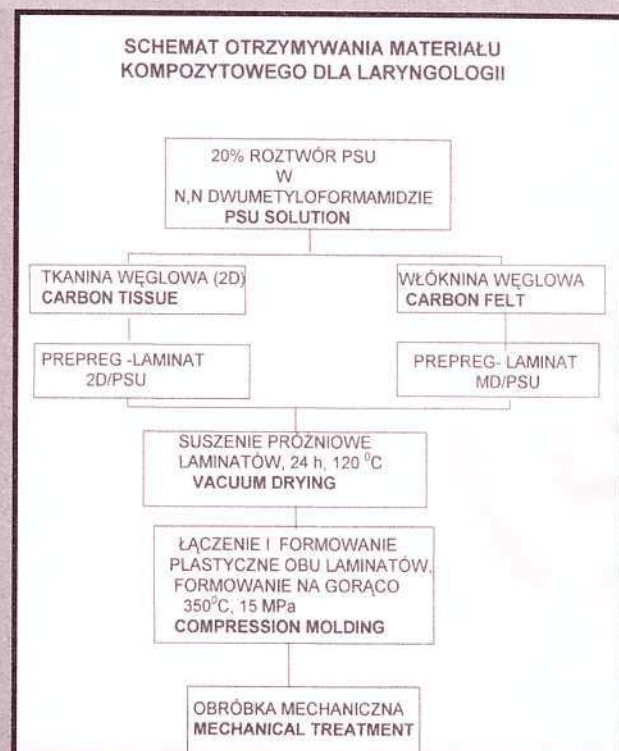 SCHEMAT OTRZYMYWANIA MATERIAŁU
KOMPOZYTOWEGO DLA LARYNGOLOGII
20% ROZTWÓR PSU
W
N,N DWUMETYLOFORMAMIDZIE
PSU SOLUTION
TKANINA WĘGLOWA (2D)
CARBON TISSUE
WŁÓKNINA WĘGLOWA
CARBON FELT
PREPREG -LAMINAT
2D/PSU
PREPREG- LAMINAT
MD/PSU
SUSZENIE PRÓŻNIOWE
LAMINATÓW, 24 h, 120 ⁰C
VACUUM DRYING
ŁĄCZENIE I FORMOWANIE
PLASTYCZNE OBU LAMINATÓW,
FORMOWANIE NA GORĄCO
350⁰C, 15 MPa
COMPRESSION MOLDING
OBRÓBKA MECHANICZNA
MECHANICAL TREATMENT